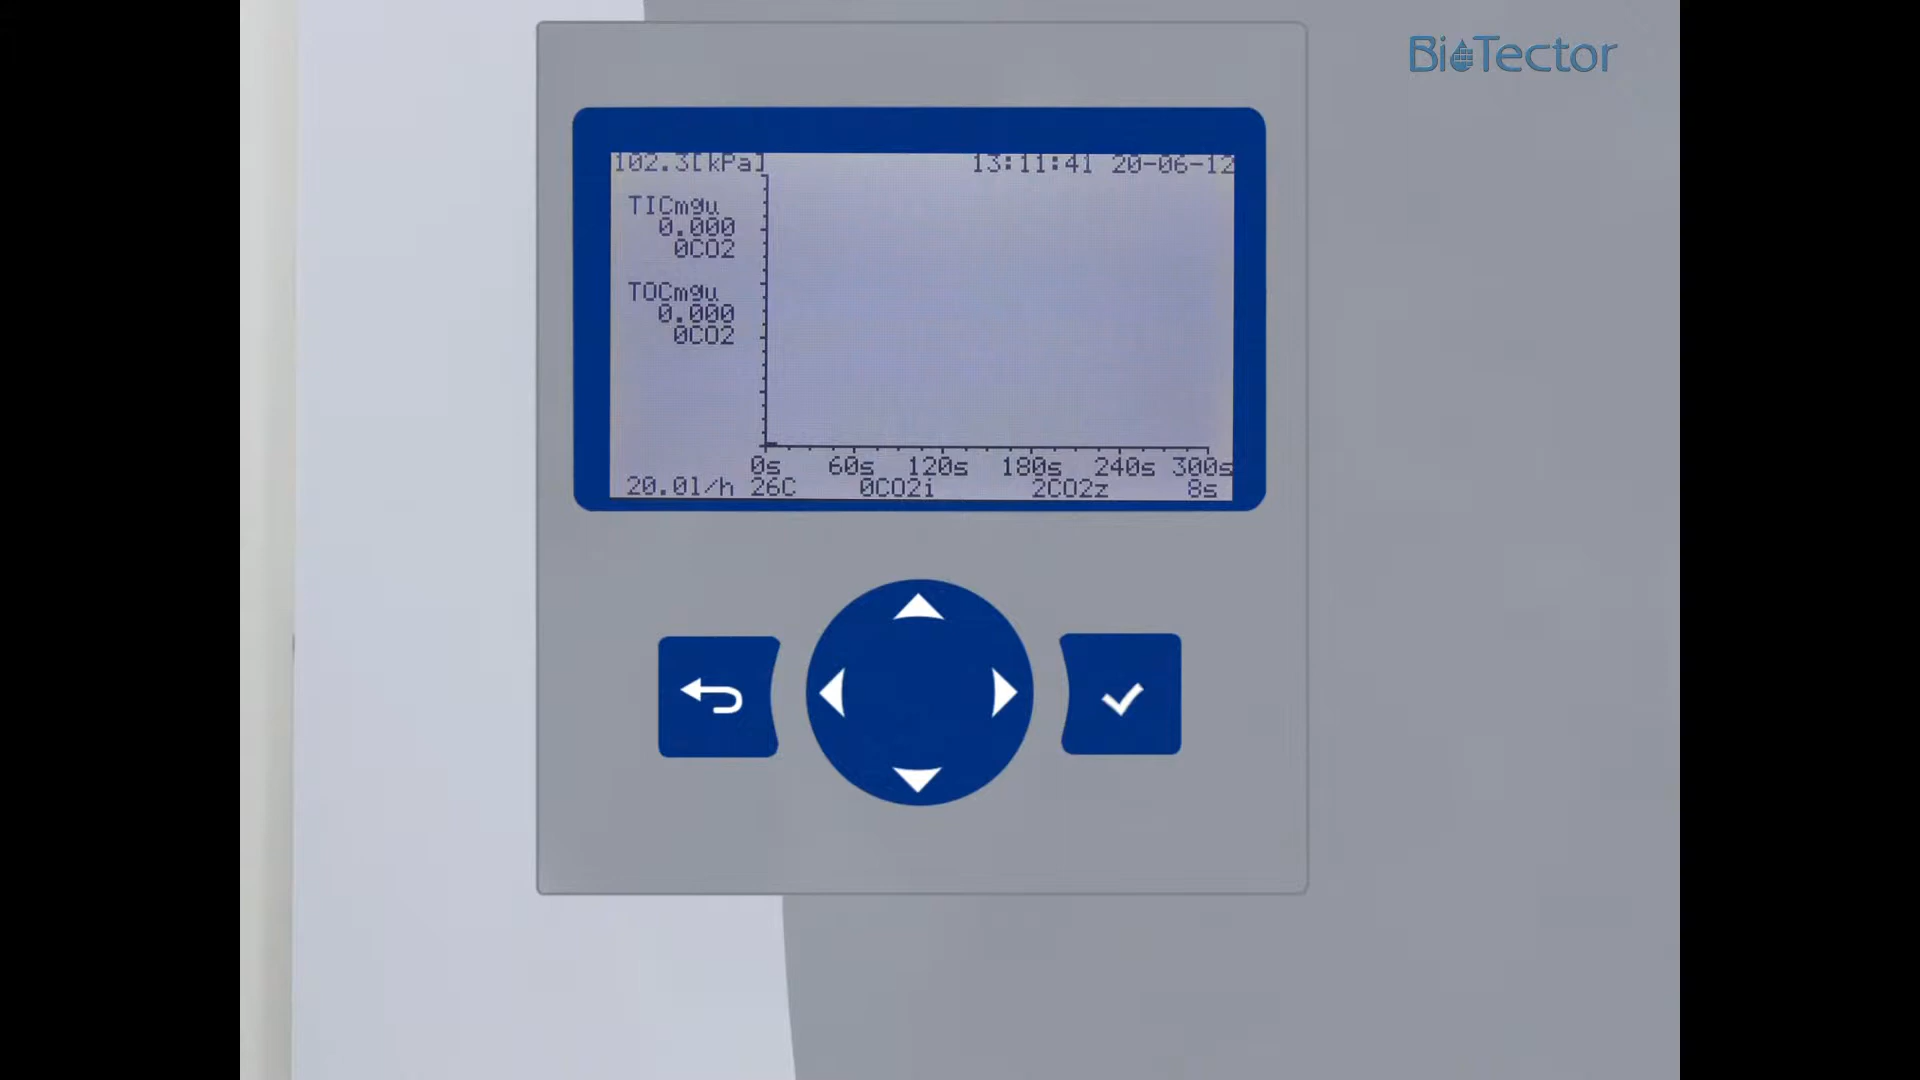 BioTector
102.3[kPa] 13:11:41 20-06-12
TICmgu
0.000
0CO2
TOCmgu
0.000
0CO2
0s 60s 120s 180s 240s 300s
20.0l/h 26C 0CO2i 2CO2z 8s